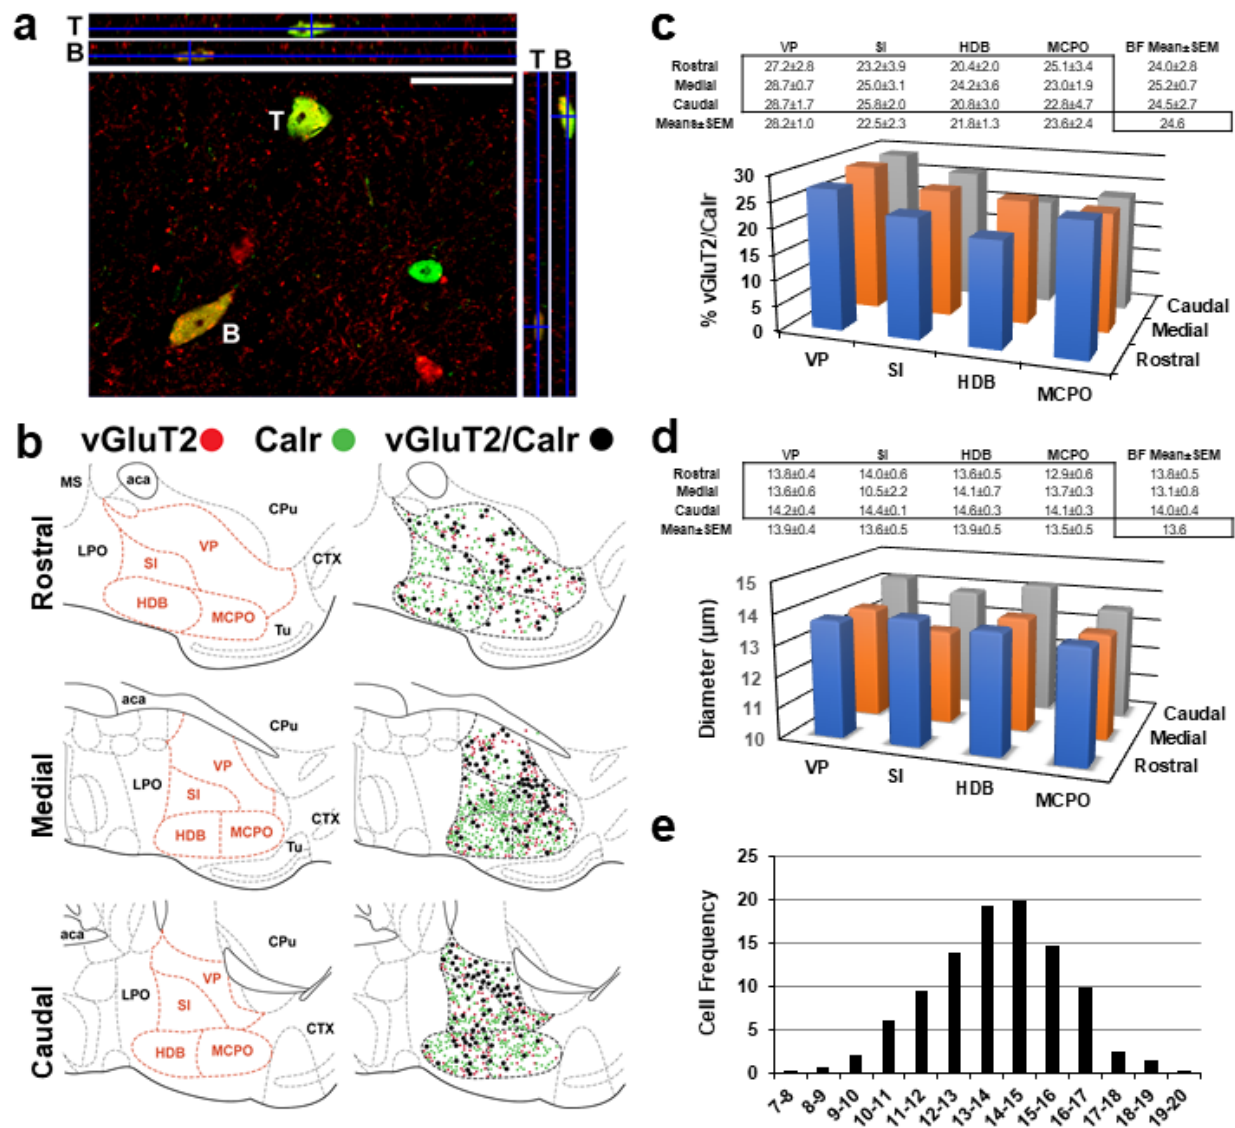 a
T
B
T B
T
B
c
VP SI HDB MCPO BF Mean±SEM
Rostral 27.2±2.8 23.2±3.9 20.4±2.0 25.1±3.4 24.0±2.8
Medial 28.7±0.7 25.0±3.1 24.2±3.6 23.0±1.9 25.2±0.7
Caudal 28.7±1.7 25.8±2.0 20.8±3.0 22.8±4.7 24.5±2.7
Means±SEM 28.2±1.0 22.5±2.3 21.8±1.3 23.6±2.4 24.6
% vGluT2/Calr
30
25
20
15
10
5
0
VP
SI
HDB
MCPO
Caudal
Medial
Rostral
b vGluT2 Calr vGluT2/Calr
Rostral
MS
aca
CPu
LPO
VP
CTX
SI
HDB
MCPO
Tu
Medial
aca
CPu
VP
LPO
SI
CTX
HDB
MCPO
Tu
Caudal
aca
CPu
VP
LPO
SI
CTX
HDB
MCPO
d
VP SI HDB MCPO BF Mean±SEM
Rostral 13.8±0.4 14.0±0.6 13.6±0.5 12.9±0.6 13.8±0.5
Medial 13.6±0.6 10.5±2.2 14.1±0.7 13.7±0.3 13.1±0.8
Caudal 14.2±0.4 14.4±0.1 14.6±0.3 14.1±0.3 14.0±0.4
Mean±SEM 13.9±0.4 13.6±0.5 13.9±0.5 13.5±0.5 13.6
Diameter (μm)
15
14
13
12
11
10
VP
SI
HDB
MCPO
Caudal
Medial
Rostral
e
Cell Frequency
25
20
15
10
5
0
7-8 8-9 9-10 10-11 11-12 12-13 13-14 14-15 15-16 16-17 17-18 18-19 19-20